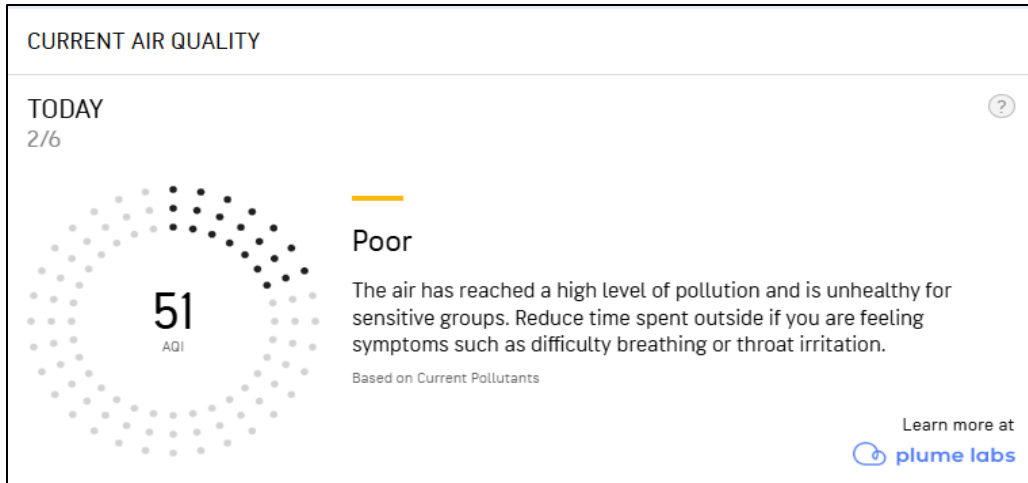 CURRENT AIR QUALITY
TODAY
?
2/6
51
AQI
Poor
The air has reached a high level of pollution and is unhealthy for
sensitive groups. Reduce time spent outside if you are feeling
symptoms such as difficulty breathing or throat irritation.
Based on Current Pollutants
Learn more at
plume labs